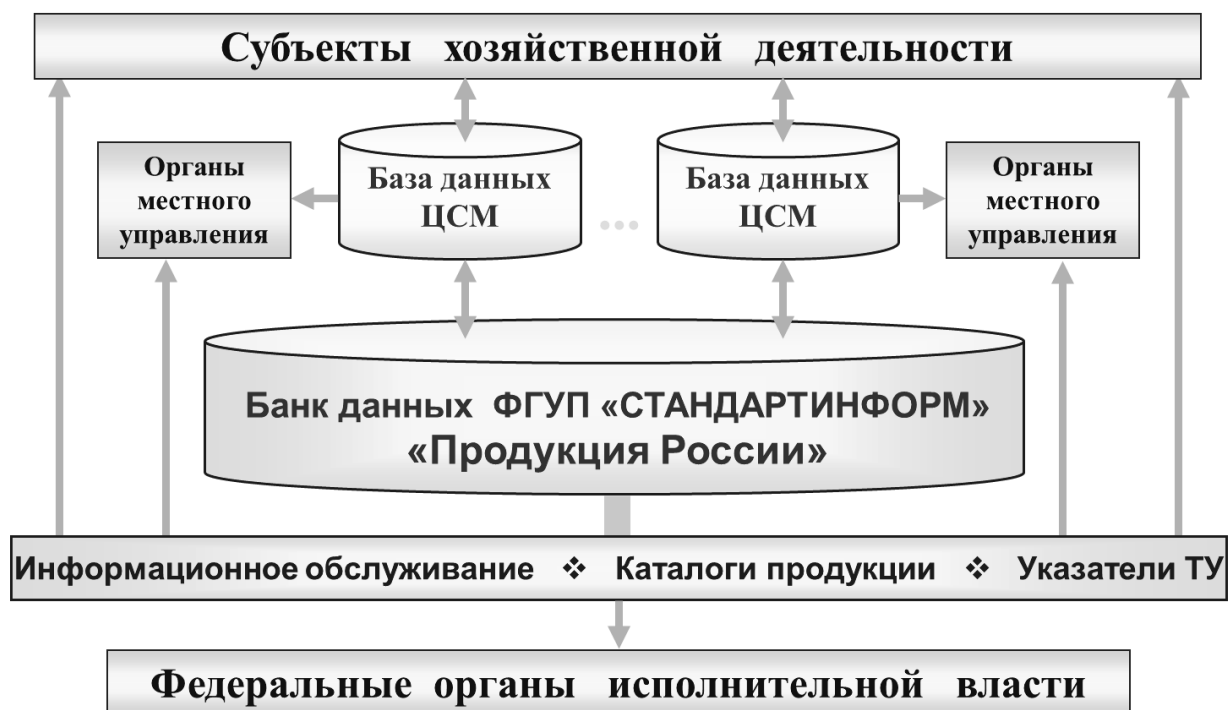 Субъекты хозяйственной деятельности
Органы
местного
управления
База данных
ЦСМ
...
База данных
ЦСМ
Органы
местного
управления
Банк данных ФГУП «СТАНДАРТИНФОРМ»
«Продукция России»
Информационное обслуживание ❖ Каталоги продукции ❖ Указатели ТУ
Федеральные органы исполнительной власти